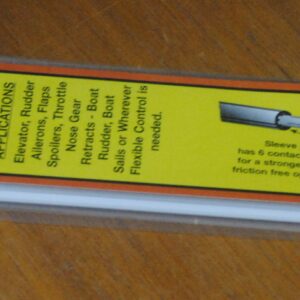 APPLICATIONS
Elevator, Rudder
Ailerons, Flaps
Spoilers, Throttle
Nose Gear
Retracts - Boat
Rudder, Boat
Sails or Wherever
Flexible Control is
needed.
Sleeve
has 6 contac
for a stronge
friction free o